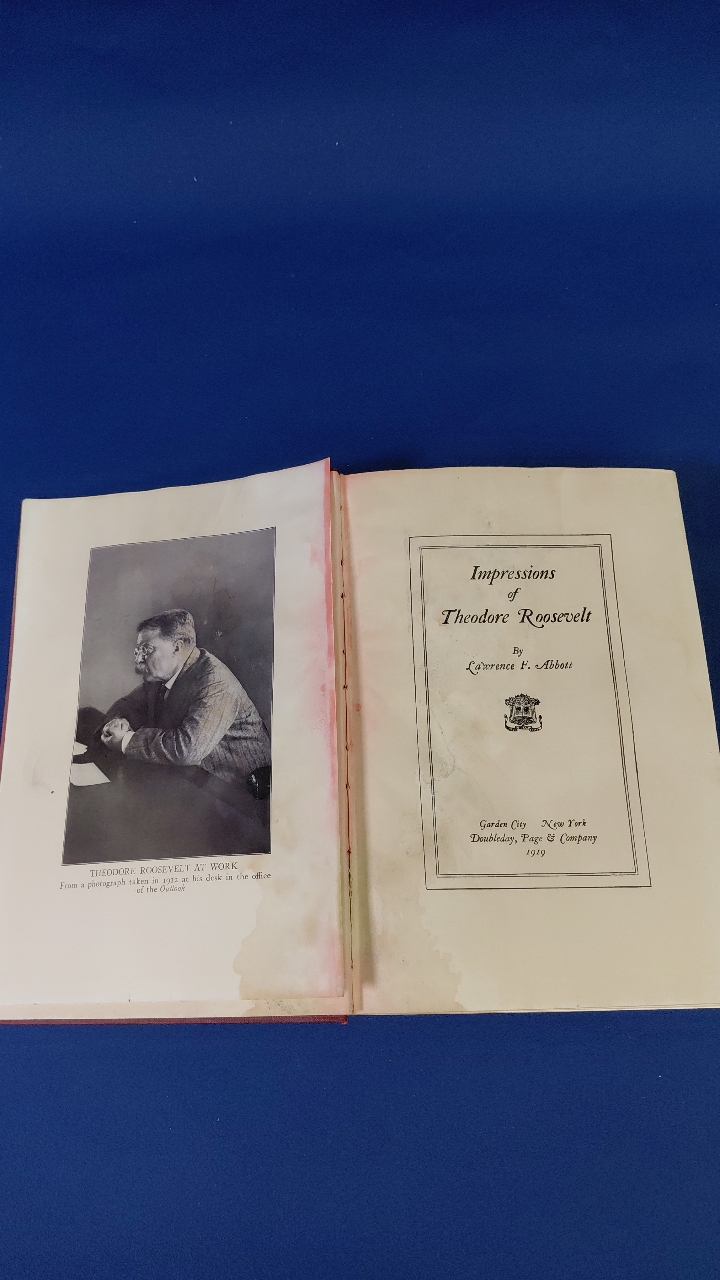 THEODORE ROOSEVELT AT WORK
From a photograph taken in 1912 at his desk in the office
of the Outlook
Impressions
of
Theodore Roosevelt
By
Lawrence F. Abbott
Garden City New York
Doubleday, Page & Company
1919